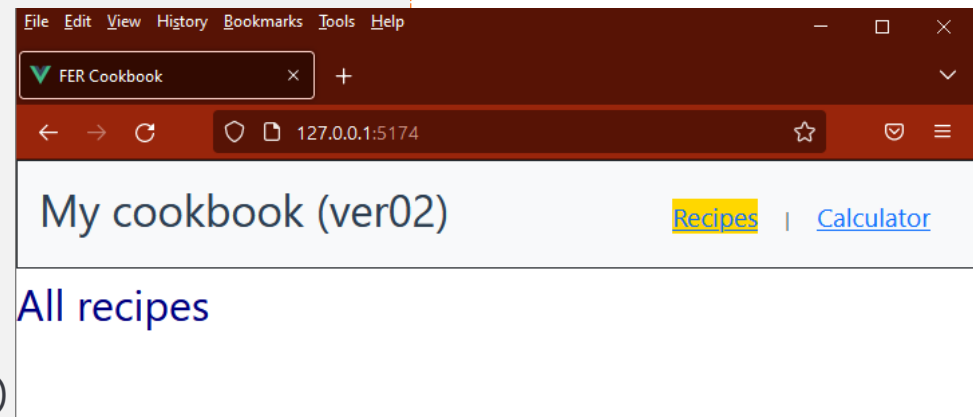 File Edit View History Bookmarks Tools Help
FER Cookbook
127.0.0.1:5174
My cookbook (ver02) Recipes | Calculator
All recipes
)